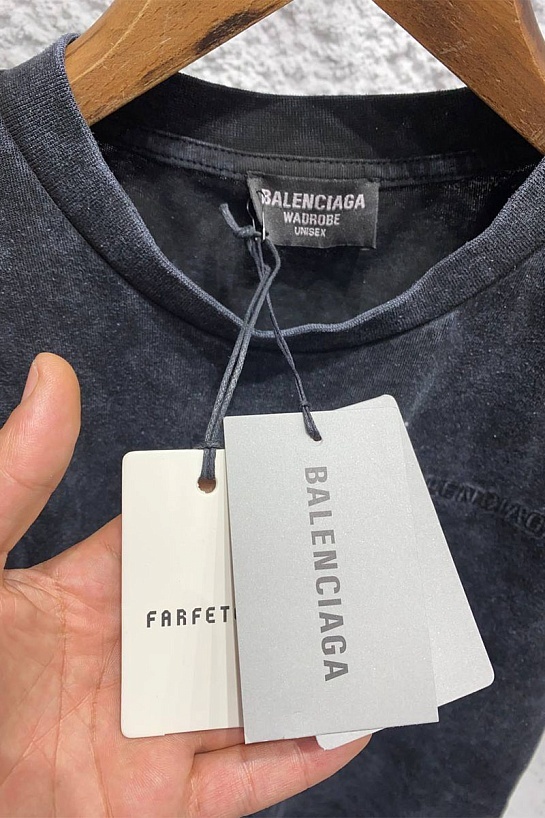 BALENCIAGA
WADROBE
UNISEX
FARFET
BALENCIAGA